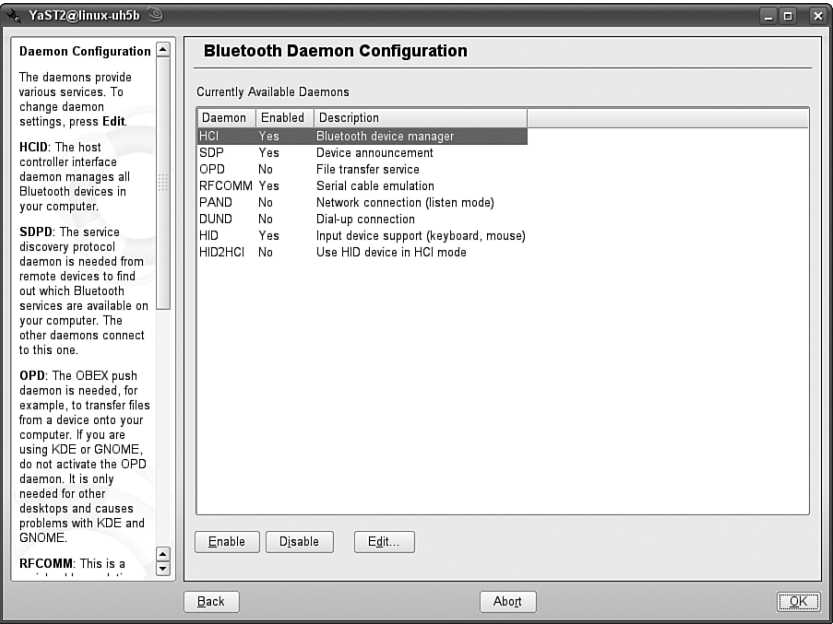 YaST2@linux-uh5b
Daemon Configuration
The daemons provide
various services. To
change daemon
settings, press Edit.
HCID: The host
controller interface
daemon manages all
Bluetooth devices in
your computer.
SDPD: The service
discovery protocol
daemon is needed from
remote devices to find
out which Bluetooth
services are available on
your computer. The
other daemons connect
to this one.
OPD: The OBEX push
daemon is needed, for
example, to transfer files
from a device onto your
computer. If you are
using KDE or GNOME,
do not activate the OPD
daemon. It is only
needed for other
desktops and causes
problems with KDE and
GNOME.
RFCOMM: This is a
Bluetooth Daemon Configuration
Currently Available Daemons
Daemon Enabled Description
HCI Yes Bluetooth device manager
SDP Yes Device announcement
OPD No File transfer service
RFCOMM Yes Serial cable emulation
PAND No Network connection (listen mode)
DUND No Dial-up connection
HID Yes Input device support (keyboard, mouse)
HID2HCI No Use HID device in HCI mode
Enable Disable Edit...
Back Abort OK